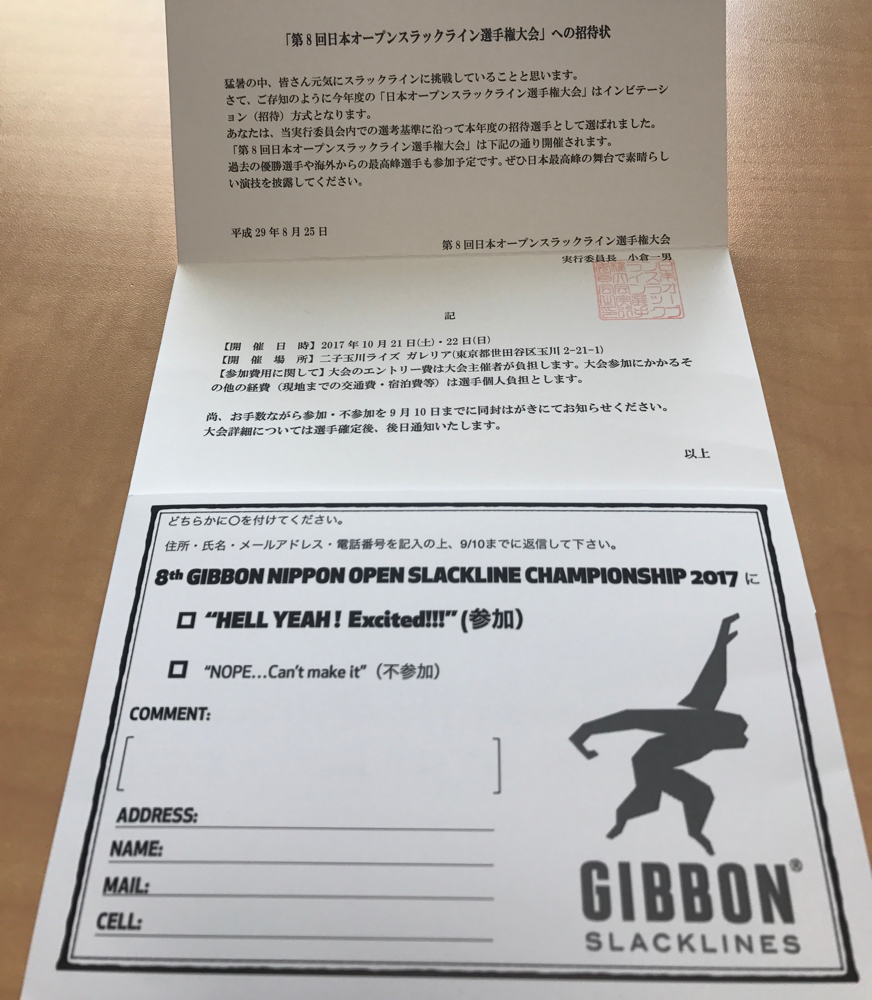 「第8回日本オープンスラックライン選手権大会」への招待状
猛暑の中、皆さん元気にスラックラインに挑戦していることと思います。
さて、ご存知のように今年度の「日本オープンスラックライン選手権大会」はインビテーシ
ョン（招待）方式となります。
あなたは、当実行委員会内での選考基準に沿って本年度の招待選手として選ばれました。
「第8回日本オープンスラックライン選手権大会」は下記の通り開催されます。
過去の優勝選手や海外からの最高峰選手も参加予定です。ぜひ日本最高峰の舞台で素晴らし
い演技を披露してください。
平成29年8月25日
第8回日本オープンスラックライン選手権大会
実行委員長　小倉一男
記
【開　催　日　時】2017年10月21日(土)・22日(日)
【開　催　場　所】二子玉川ライズ ガレリア(東京都世田谷区玉川2-21-1)
【参加費用に関して】大会のエントリー費は大会主催者が負担します。大会参加にかかるそ
の他の経費（現地までの交通費・宿泊費等）は選手個人負担とします。
尚、お手数ながら参加・不参加を9月10日までに同封はがきにてお知らせください。
大会詳細については選手確定後、後日通知いたします。
以上
どちらかに〇を付けてください。
住所・氏名・メールアドレス・電話番号を記入の上、9/10までに返信して下さい。
8th GIBBON NIPPON OPEN SLACKLINE CHAMPIONSHIP 2017 に
“HELL YEAH! Excited!!!” (参加)
“NOPE...Can't make it”（不参加）
COMMENT:
ADDRESS:
NAME:
MAIL:
CELL:
GIBBON®
SLACKLINES